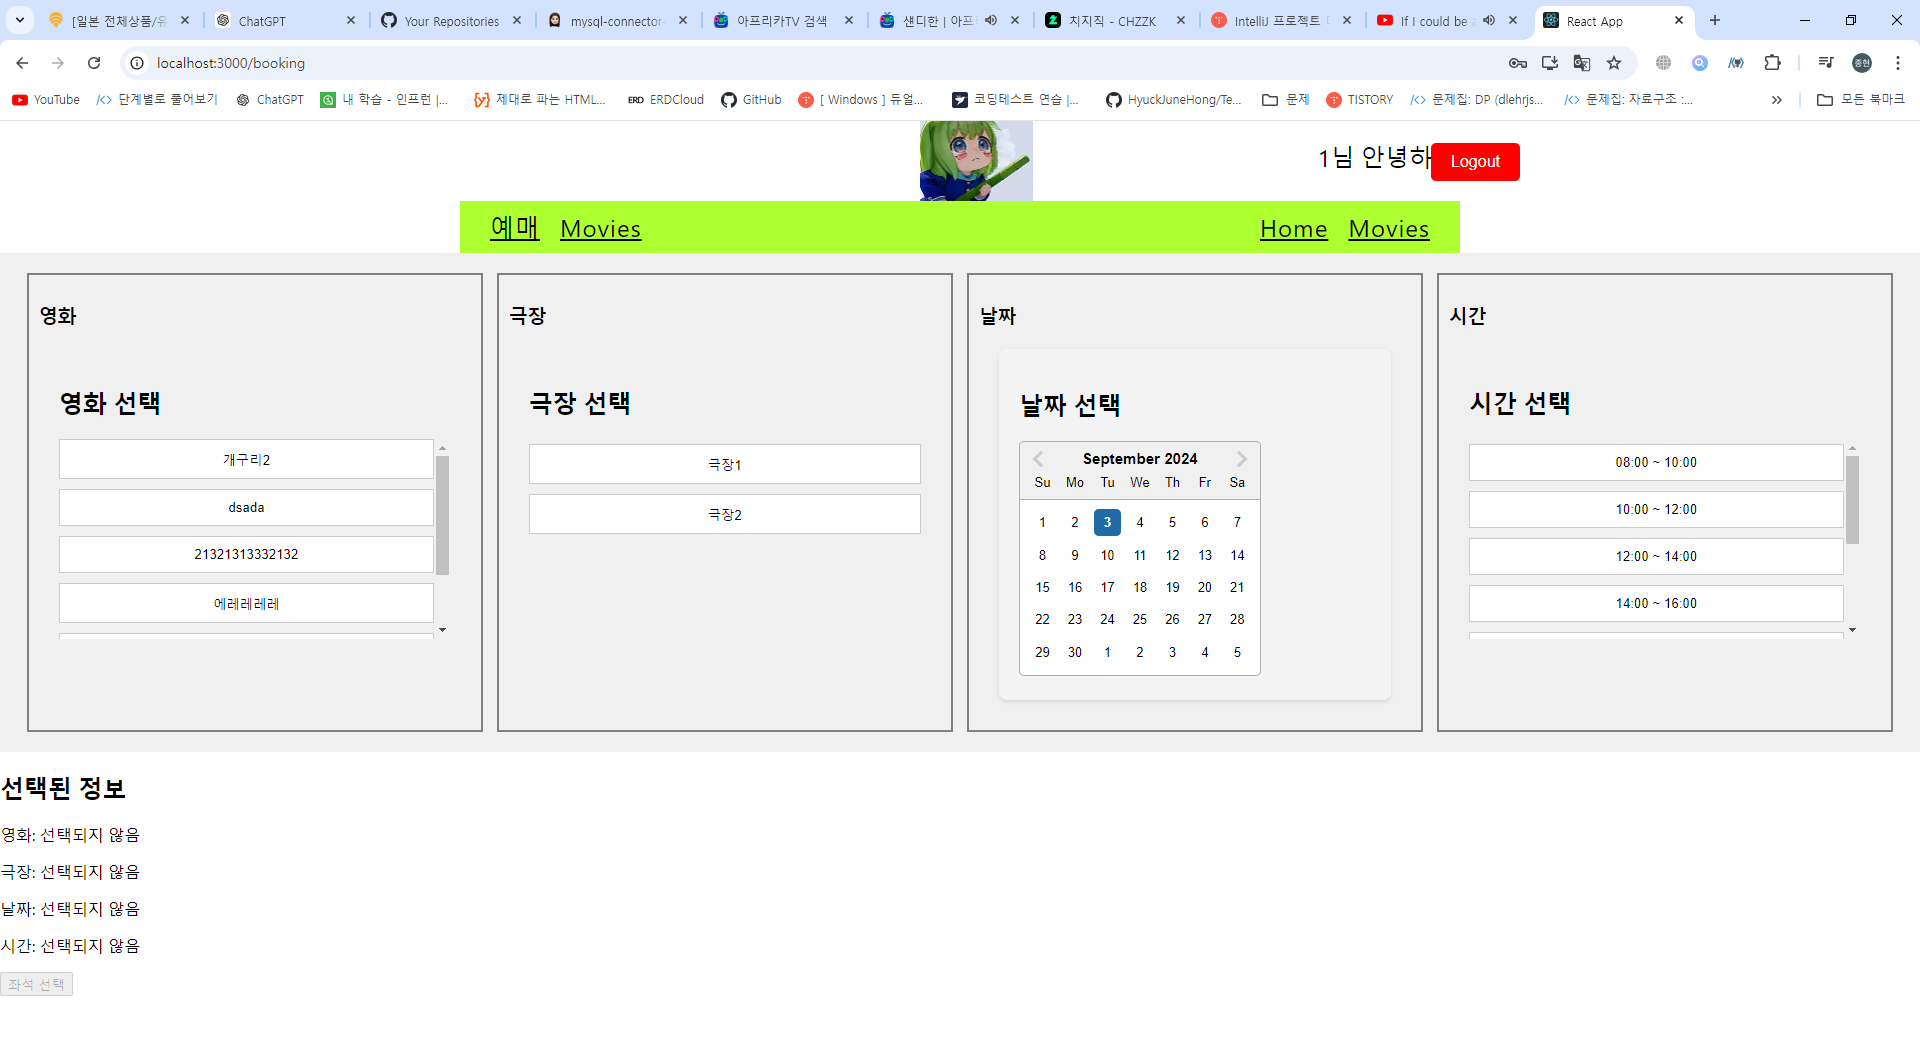 [일본 전체상품/유
ChatGPT
Your Repositories
mysql-connector-
아프리카TV 검색
샌디한 | 아프
치지직 - CHZZK
IntelliJ 프로젝트
If I could be a
React App
localhost:3000/booking
종현
YouTube
단계별로 풀어보기
ChatGPT
내 학습 - 인프런 |...
제대로 파는 HTML...
ERD ERDCloud
GitHub
[ Windows ] 듀얼...
코딩테스트 연습 |...
HyuckJuneHong/Te...
문제
TISTORY
문제집: DP (dlehrjs...
문제집: 자료구조 :...
모든 북마크
1님 안녕하
Logout
예매 Movies
Home Movies
영화
영화 선택
개구리2
dsada
21321313332132
에레레레레
극장
극장 선택
극장1
극장2
날짜
날짜 선택
September 2024
Su Mo Tu We Th Fr Sa
1 2 3 4 5 6 7
8 9 10 11 12 13 14
15 16 17 18 19 20 21
22 23 24 25 26 27 28
29 30 1 2 3 4 5
시간
시간 선택
08:00 ~ 10:00
10:00 ~ 12:00
12:00 ~ 14:00
14:00 ~ 16:00
선택된 정보
영화: 선택되지 않음
극장: 선택되지 않음
날짜: 선택되지 않음
시간: 선택되지 않음
좌석 선택